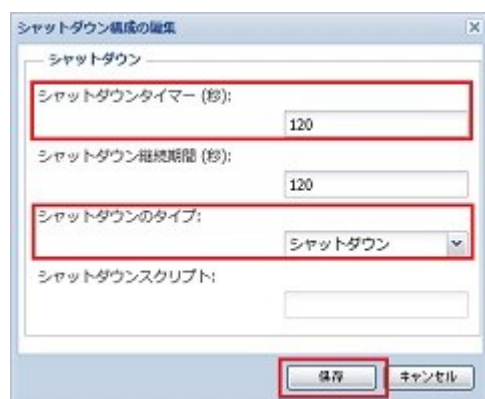 シャットダウン構成の編集
シャットダウン
シャットダウンタイマー (秒):
120
シャットダウン継続期間 (秒):
120
シャットダウンのタイプ:
シャットダウン
シャットダウンスクリプト:
保存 キャンセル